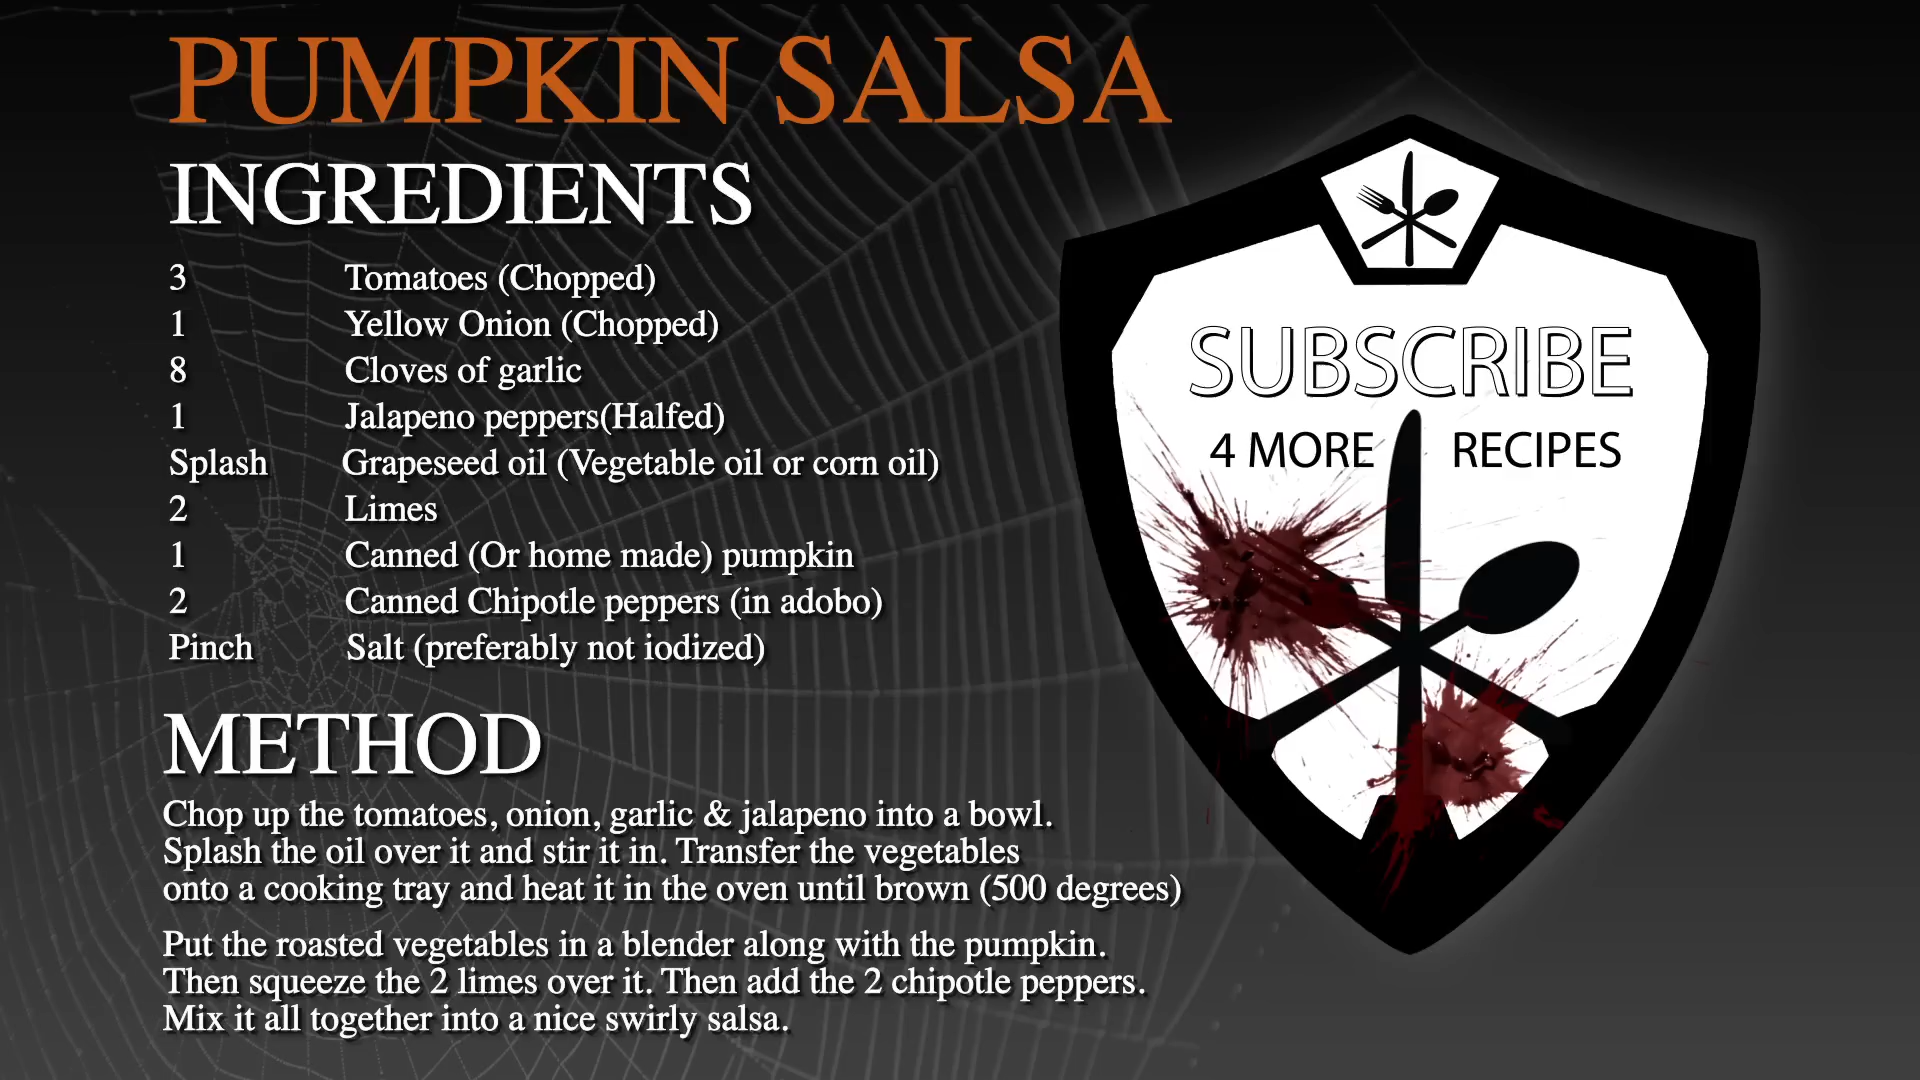 PUMPKIN SALSA
INGREDIENTS
3 Tomatoes (Chopped)
1 Yellow Onion (Chopped)
8 Cloves of garlic
1 Jalapeno peppers(Halfed)
Splash Grapeseed oil (Vegetable oil or corn oil)
2 Limes
1 Canned (Or home made) pumpkin
2 Canned Chipotle peppers (in adobo)
Pinch Salt (preferably not iodized)
METHOD
Chop up the tomatoes, onion, garlic & jalapeno into a bowl.
Splash the oil over it and stir it in. Transfer the vegetables
onto a cooking tray and heat it in the oven until brown (500 degrees)
Put the roasted vegetables in a blender along with the pumpkin.
Then squeeze the 2 limes over it. Then add the 2 chipotle peppers.
Mix it all together into a nice swirly salsa.
SUBSCRIBE
4 MORE RECIPES